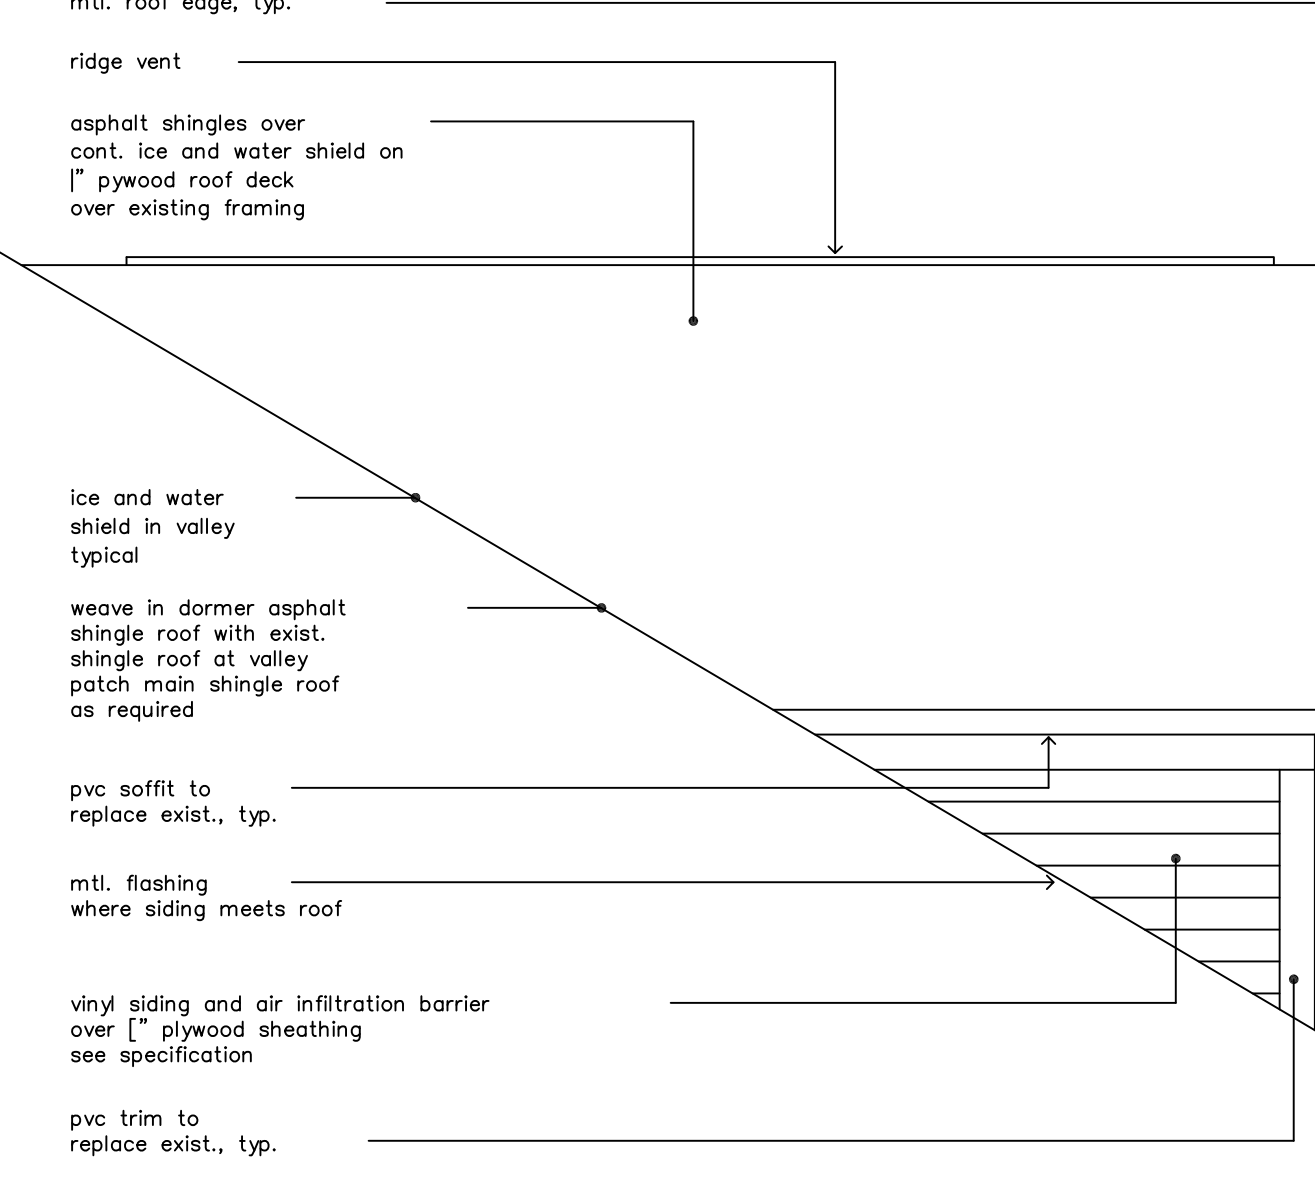 mtl. roof edge, typ.
ridge vent
asphalt shingles over
cont. ice and water shield on
|” pywood roof deck
over existing framing
ice and water
shield in valley
typical
weave in dormer asphalt
shingle roof with exist.
shingle roof at valley
patch main shingle roof
as required
pvc soffit to
replace exist., typ.
mtl. flashing
where siding meets roof
vinyl siding and air infiltration barrier
over [” plywood sheathing
see specification
pvc trim to
replace exist., typ.